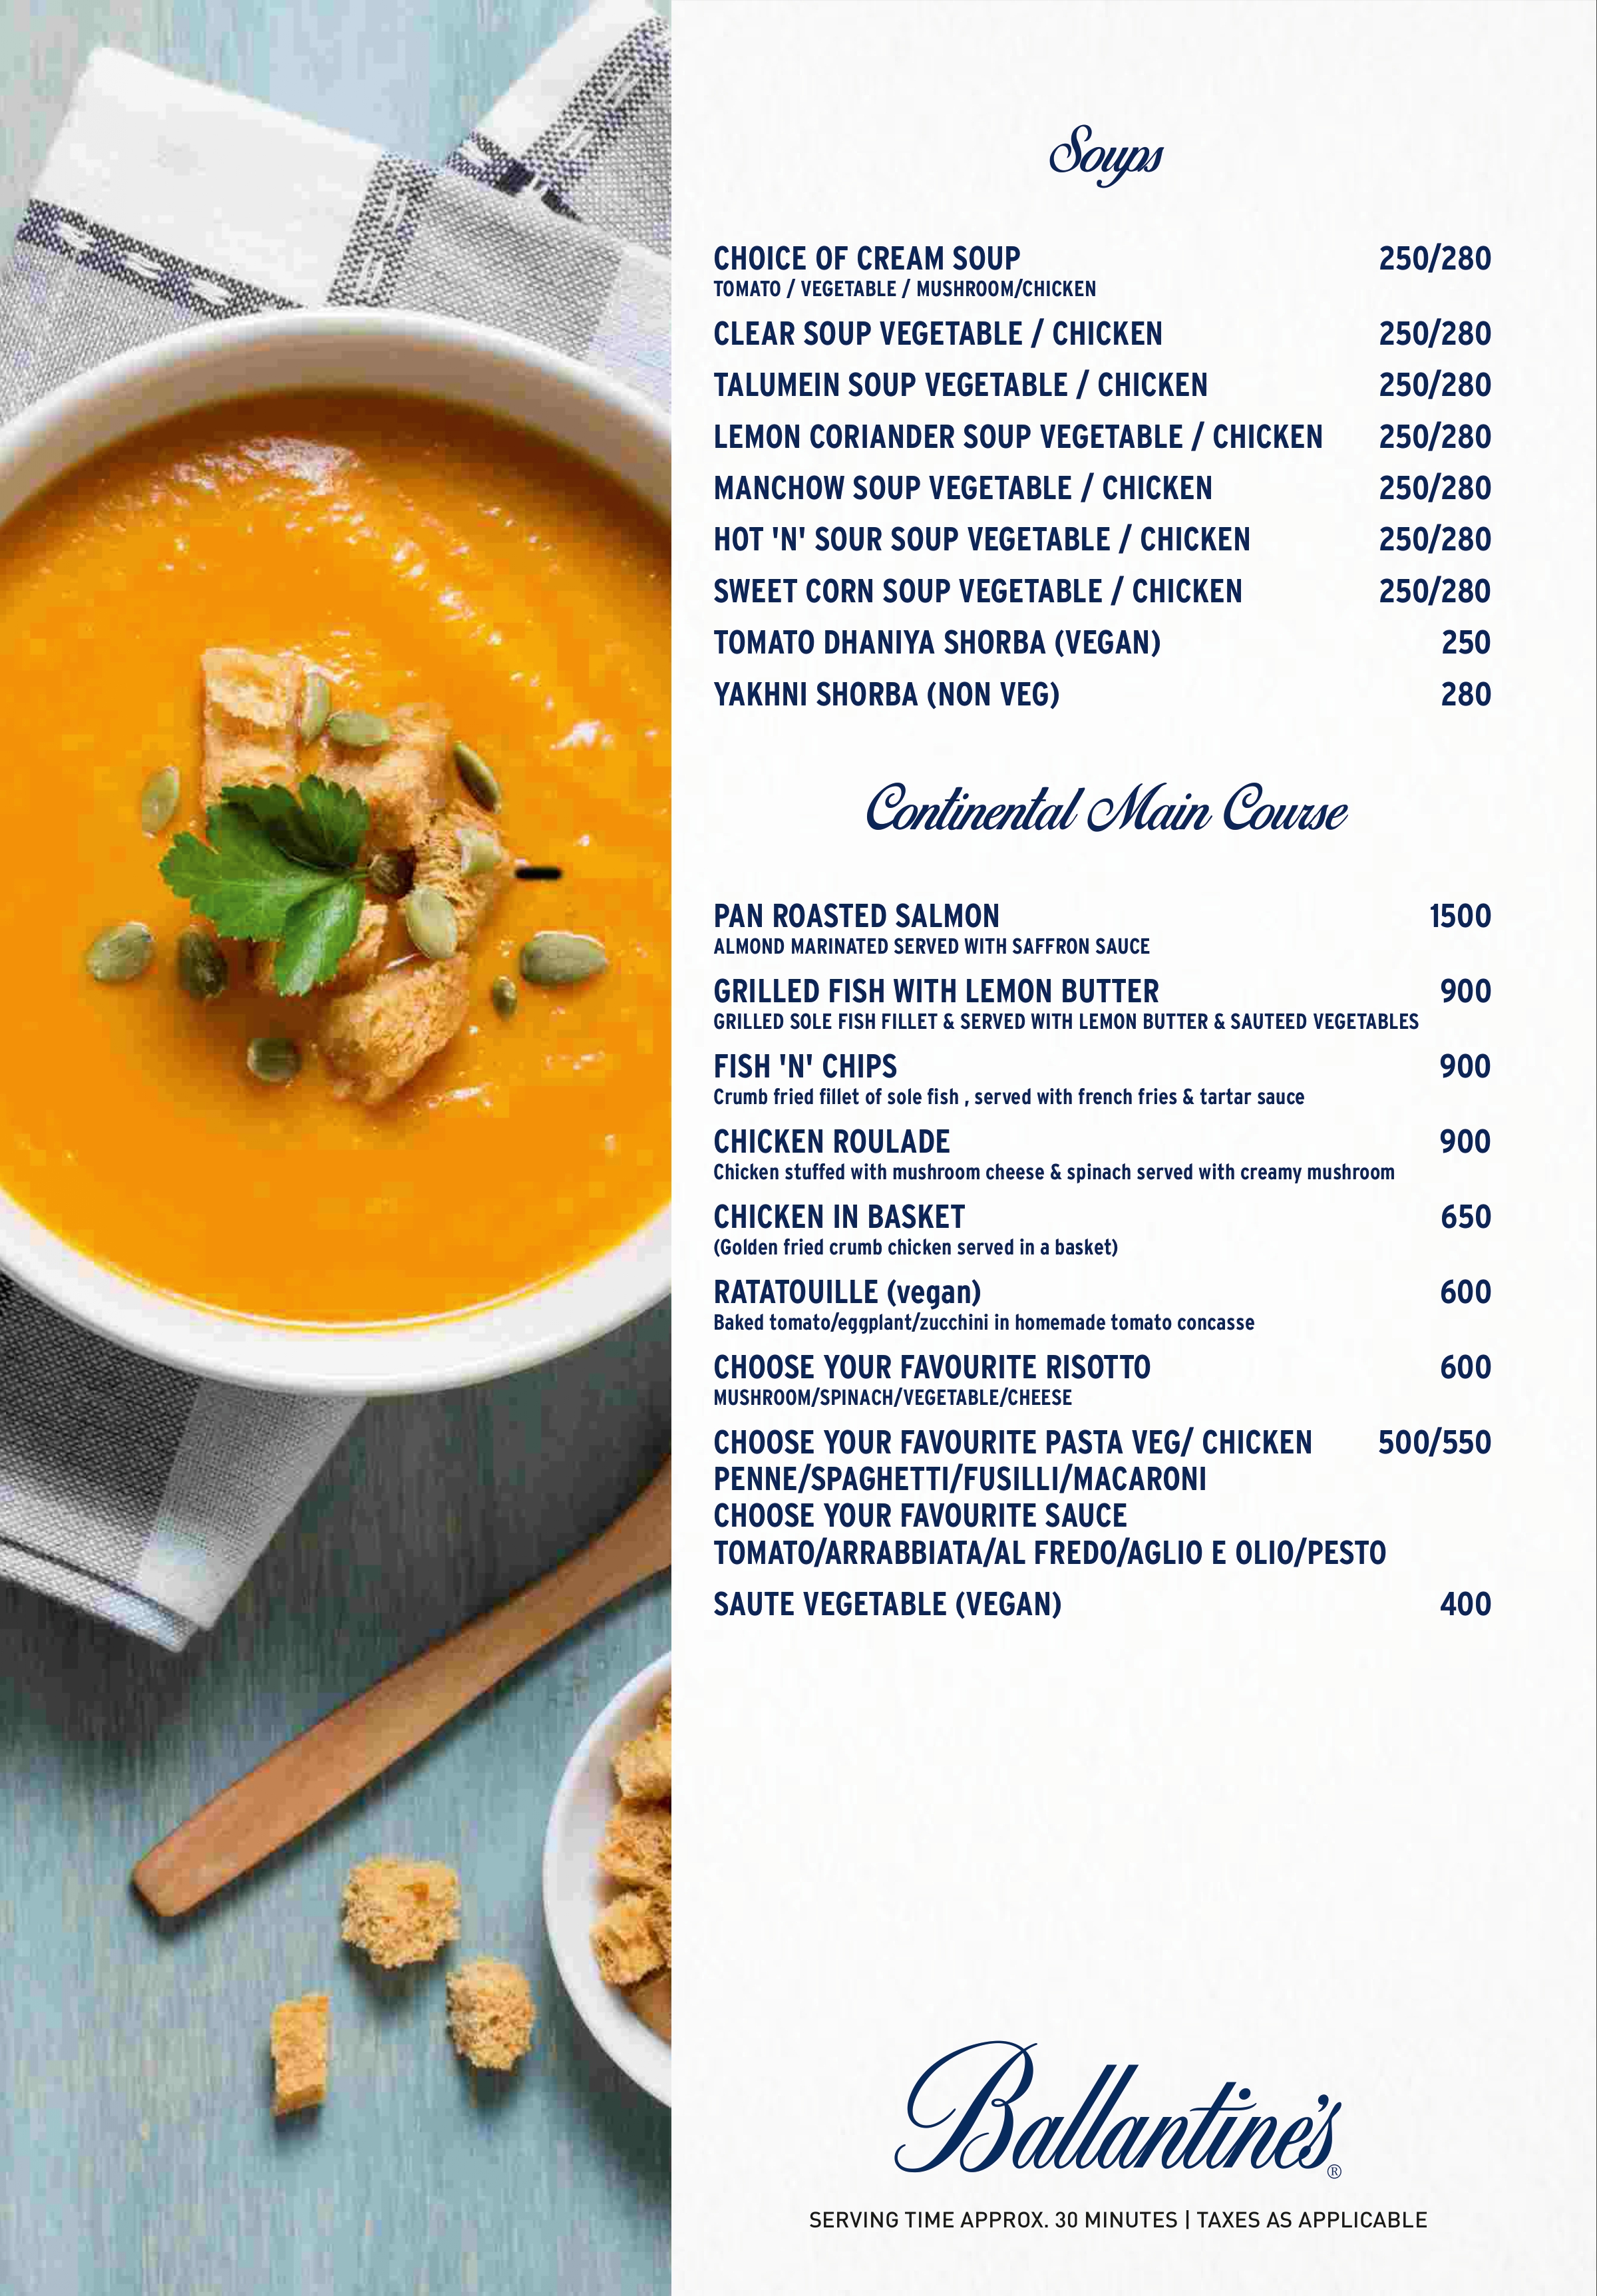 Soups
CHOICE OF CREAM SOUP 250/280
TOMATO / VEGETABLE / MUSHROOM/CHICKEN
CLEAR SOUP VEGETABLE / CHICKEN 250/280
TALUMEIN SOUP VEGETABLE / CHICKEN 250/280
LEMON CORIANDER SOUP VEGETABLE / CHICKEN 250/280
MANCHOW SOUP VEGETABLE / CHICKEN 250/280
HOT 'N' SOUR SOUP VEGETABLE / CHICKEN 250/280
SWEET CORN SOUP VEGETABLE / CHICKEN 250/280
TOMATO DHANIYA SHORBA (VEGAN) 250
YAKHNI SHORBA (NON VEG) 280
Continental Main Course
PAN ROASTED SALMON 1500
ALMOND MARINATED SERVED WITH SAFFRON SAUCE
GRILLED FISH WITH LEMON BUTTER 900
GRILLED SOLE FISH FILLET & SERVED WITH LEMON BUTTER & SAUTEED VEGETABLES
FISH 'N' CHIPS 900
Crumb fried fillet of sole fish , served with french fries & tartar sauce
CHICKEN ROULADE 900
Chicken stuffed with mushroom cheese & spinach served with creamy mushroom
CHICKEN IN BASKET 650
(Golden fried crumb chicken served in a basket)
RATATOUILLE (vegan) 600
Baked tomato/eggplant/zucchini in homemade tomato concasse
CHOOSE YOUR FAVOURITE RISOTTO 600
MUSHROOM/SPINACH/VEGETABLE/CHEESE
CHOOSE YOUR FAVOURITE PASTA VEG/ CHICKEN 500/550
PENNE/SPAGHETTI/FUSILLI/MACARONI
CHOOSE YOUR FAVOURITE SAUCE
TOMATO/ARRABBIATA/AL FREDO/AGLIO E OLIO/PESTO
SAUTE VEGETABLE (VEGAN) 400
Ballantine's®
SERVING TIME APPROX. 30 MINUTES | TAXES AS APPLICABLE